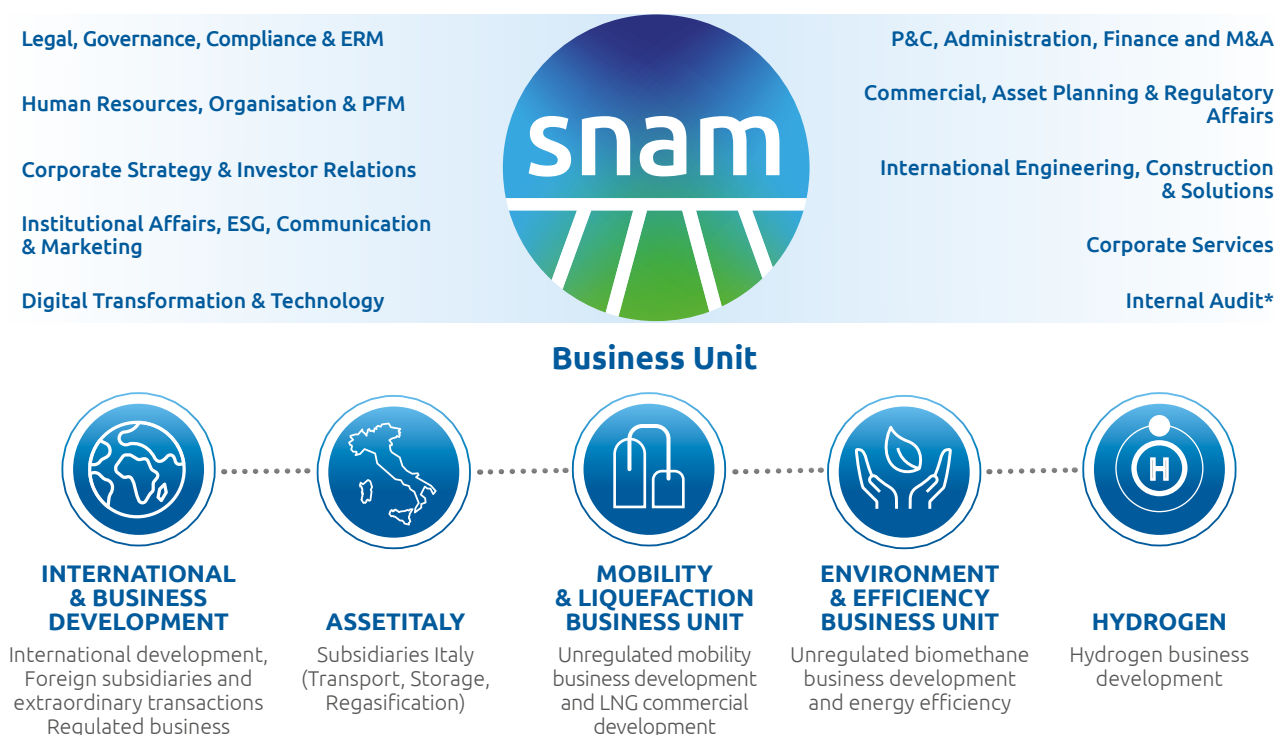 Legal, Governance, Compliance & ERM
Human Resources, Organisation & PFM
Corporate Strategy & Investor Relations
Institutional Affairs, ESG, Communication
& Marketing
Digital Transformation & Technology
snam
P&C, Administration, Finance and M&A
Commercial, Asset Planning & Regulatory
Affairs
International Engineering, Construction
& Solutions
Corporate Services
Internal Audit*
Business Unit
INTERNATIONAL
& BUSINESS
DEVELOPMENT
International development,
Foreign subsidiaries and
extraordinary transactions
Regulated business
ASSETITALY
Subsidiaries Italy
(Transport, Storage,
Regasification)
MOBILITY
& LIQUEFACTION
BUSINESS UNIT
Unregulated mobility
business development
and LNG commercial
development
ENVIRONMENT
& EFFICIENCY
BUSINESS UNIT
Unregulated biomethane
business development
and energy efficiency
H
HYDROGEN
Hydrogen business
development